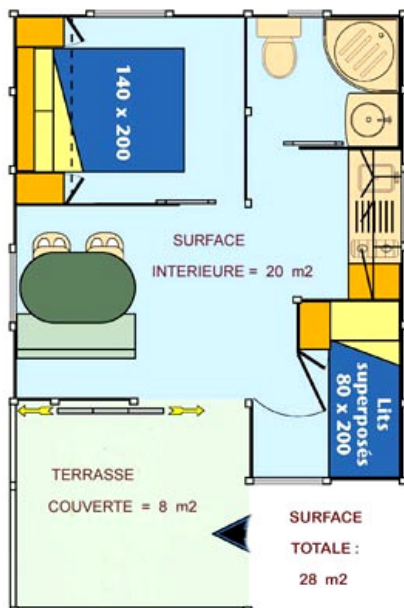 140 x 200
SURFACE
INTERIEURE = 20 m2
Lits
superposés
80 x 200
TERRASSE
COUVERTE = 8 m2
SURFACE
TOTALE :
28 m2